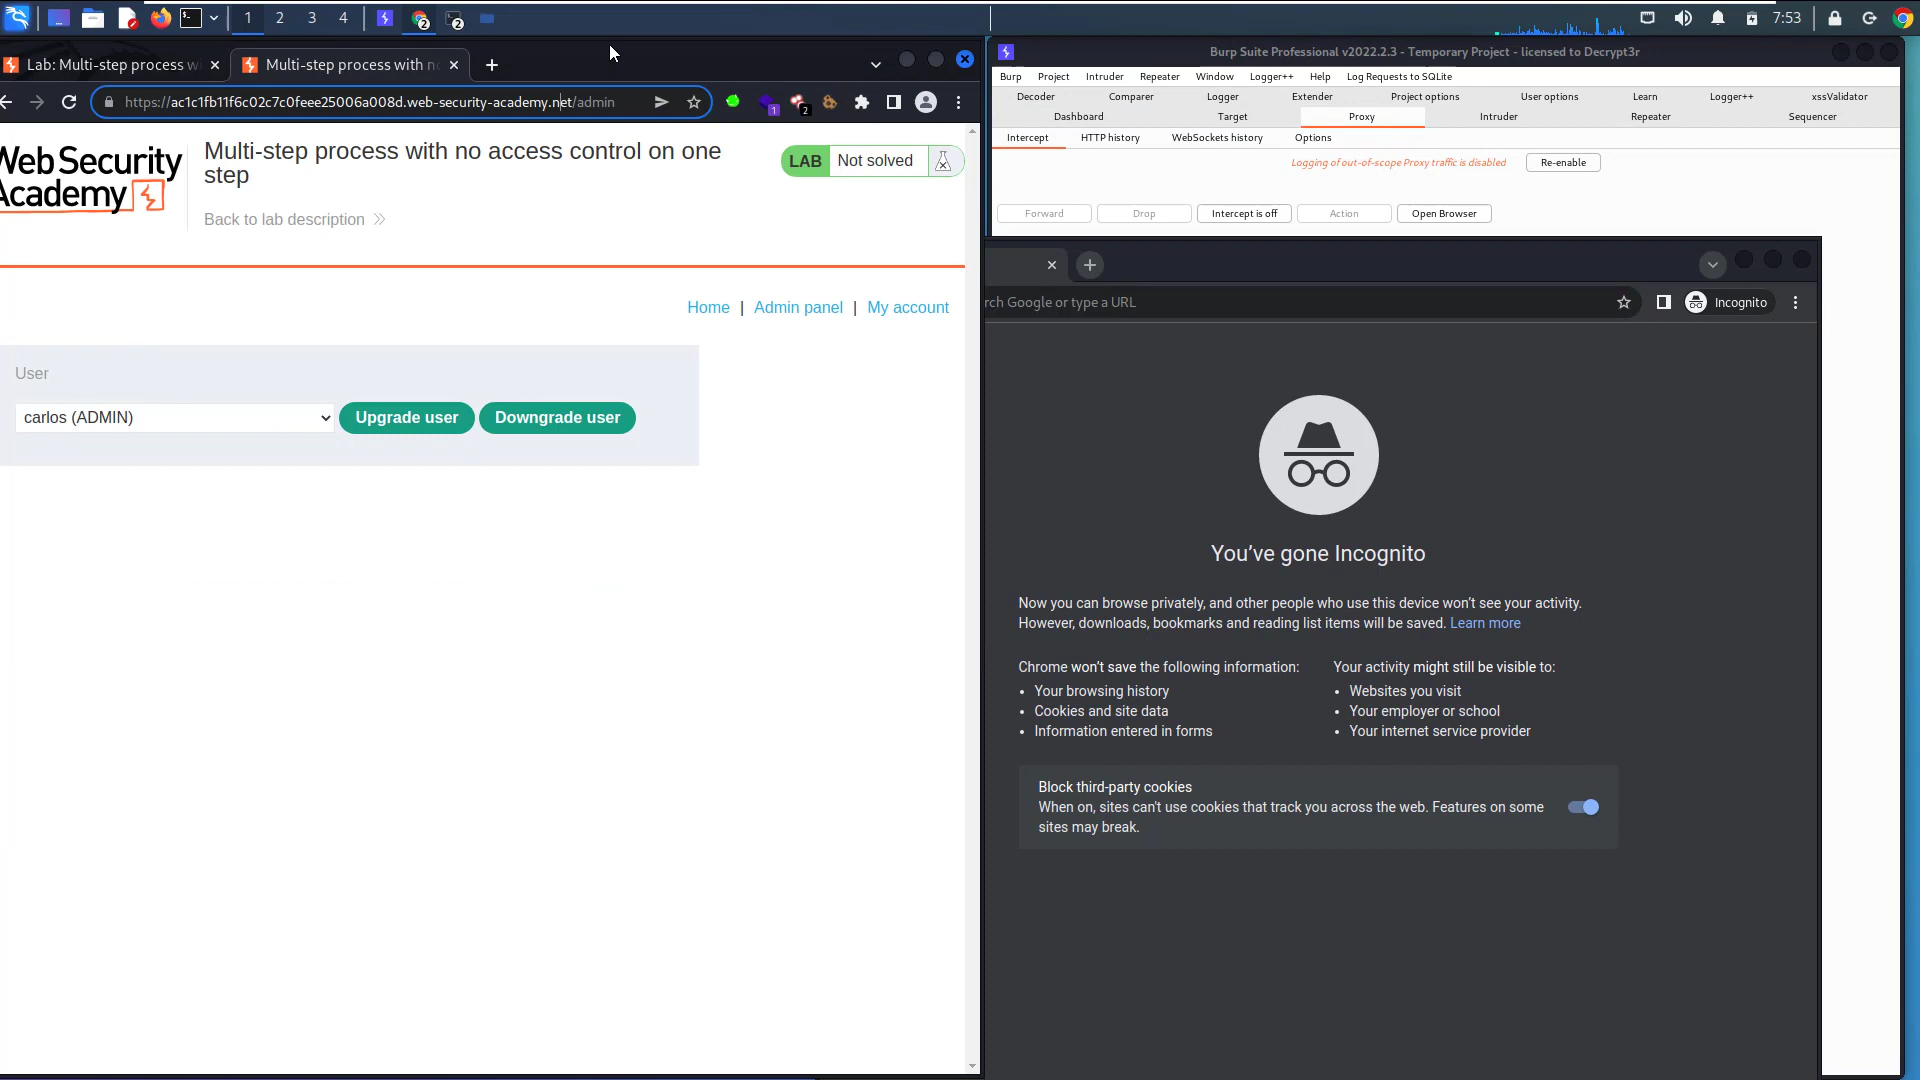 1 2 3 4 2 2 7:53
Lab: Multi-step process w
Multi-step process with n
https://ac1c1fb11f6c02c7c0feee25006a008d.web-security-academy.net/admin
1 2
Web Security
Academy
Multi-step process with no access control on one
step
Back to lab description
LAB Not solved
Home | Admin panel | My account
User
carlos (ADMIN)
Upgrade user Downgrade user
Burp Suite Professional v2022.2.3 - Temporary Project - licensed to Decrypt3r
Burp Project Intruder Repeater Window Logger++ Help Log Requests to SQLite
Decoder Comparer Logger Extender Project options User options Learn Logger++ xssValidator
Dashboard Target Proxy Intruder Repeater Sequencer
Intercept HTTP history WebSockets history Options
Logging of out-of-scope Proxy traffic is disabled Re-enable
Forward Drop Intercept is off Action Open Browser
rch Google or type a URL
Incognito
You've gone Incognito
Now you can browse privately, and other people who use this device won't see your activity.
However, downloads, bookmarks and reading list items will be saved. Learn more
Chrome won't save the following information:
• Your browsing history
• Cookies and site data
• Information entered in forms
Your activity might still be visible to:
• Websites you visit
• Your employer or school
• Your internet service provider
Block third-party cookies
When on, sites can't use cookies that track you across the web. Features on some
sites may break.